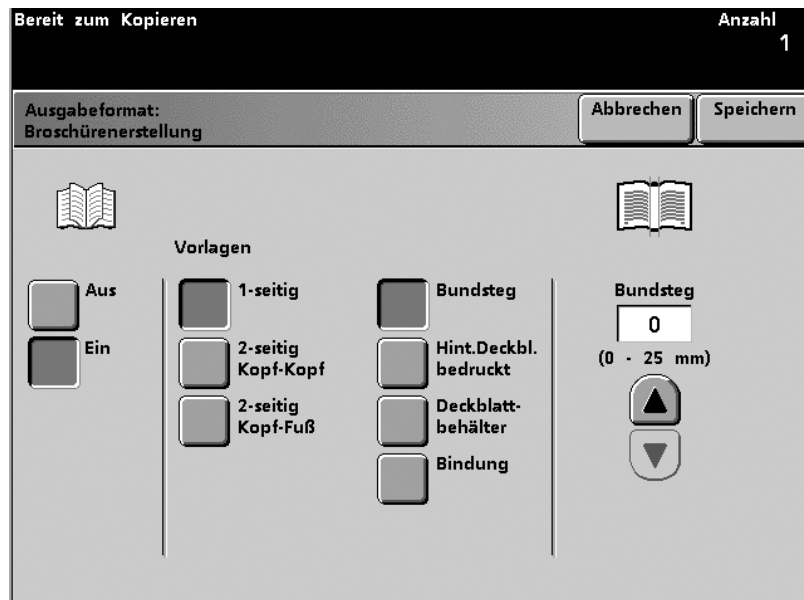 Bereit zum Kopieren
Anzahl
1
Ausgabeformat:
Broschürenerstellung
Abbrechen
Speichern
Aus
Ein
Vorlagen
1-seitig
2-seitig
Kopf-Kopf
2-seitig
Kopf-Fuß
Bundsteg
Hint.Deckbl.
bedruckt
Deckblatt-
behälter
Bindung
Bundsteg
0
(0 - 25 mm)